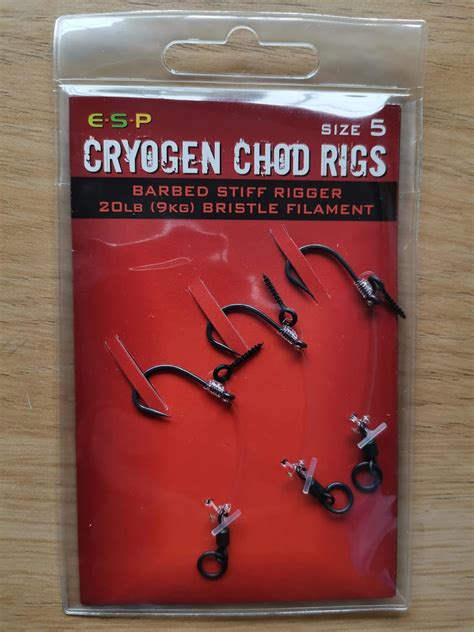 E-S-P
SIZE 5
CRYOGEN CHOD RIGS
BARBED STIFF RIGGER
20LB (9KG) BRISTLE FILAMENT